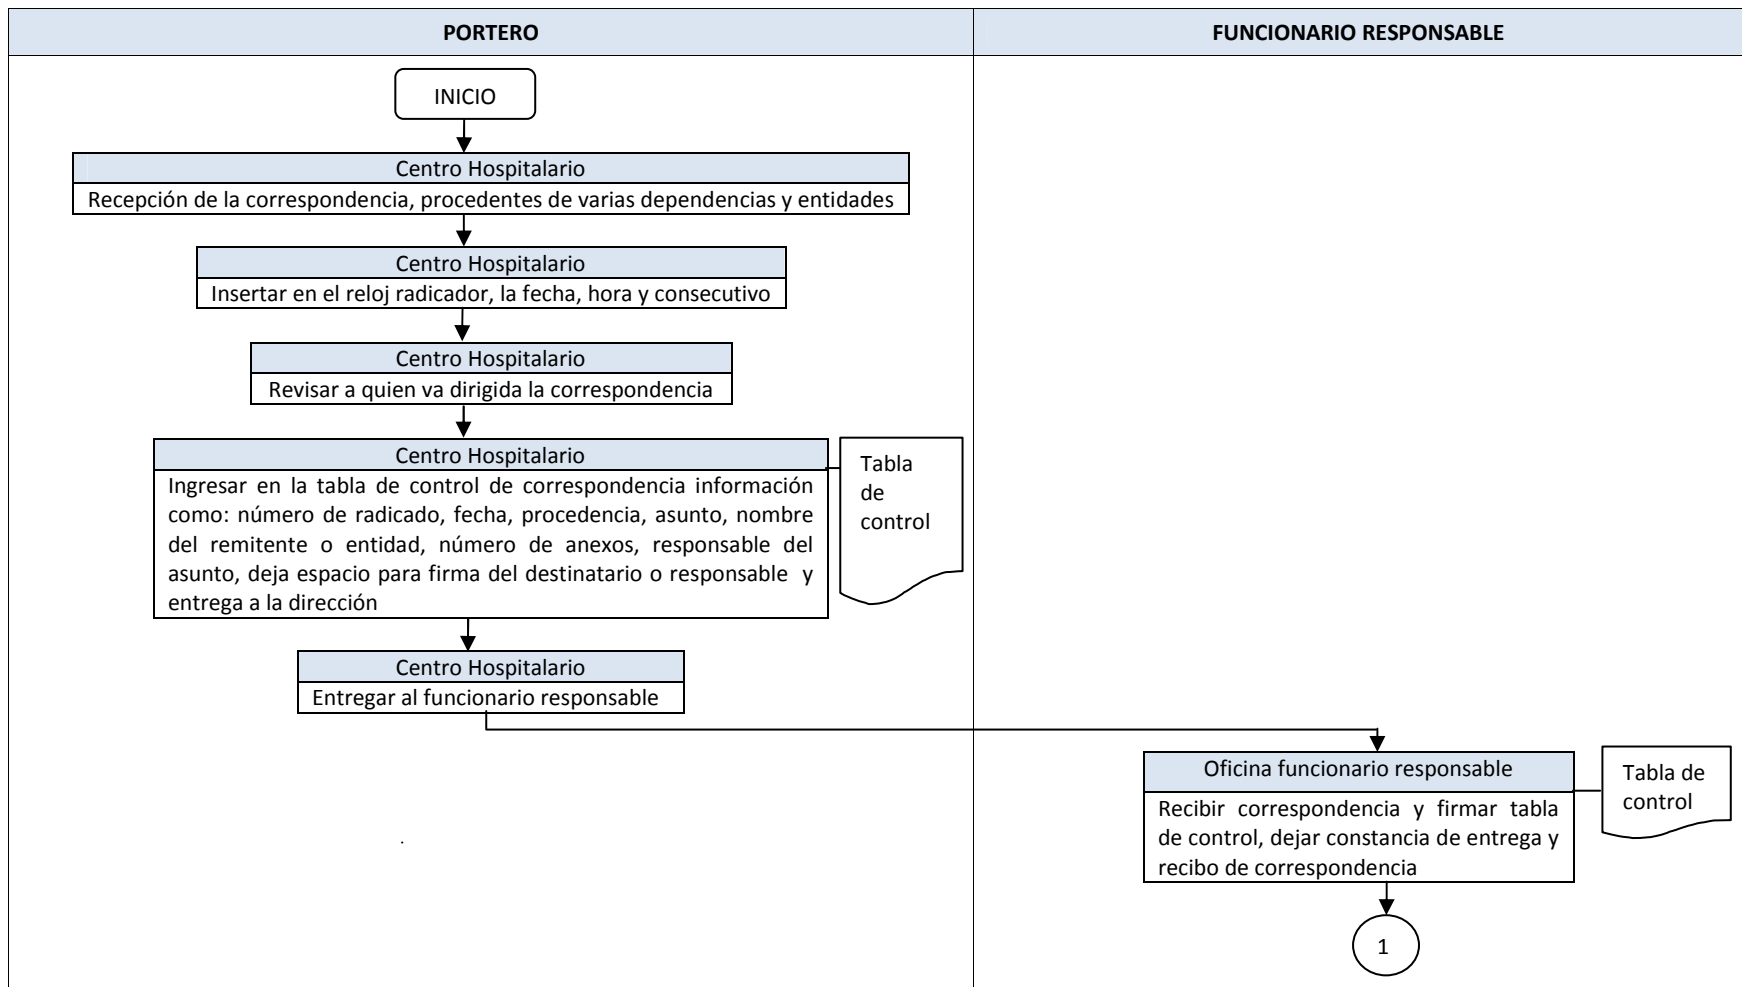 PORTERO
FUNCIONARIO RESPONSABLE
INICIO
Centro Hospitalario
Recepción de la correspondencia, procedentes de varias dependencias y entidades
Centro Hospitalario
Insertar en el reloj radicador, la fecha, hora y consecutivo
Centro Hospitalario
Revisar a quien va dirigida la correspondencia
Centro Hospitalario
Ingresar en la tabla de control de correspondencia información
como: número de radicado, fecha, procedencia, asunto, nombre
del remitente o entidad, número de anexos, responsable del
asunto, deja espacio para firma del destinatario o responsable y
entrega a la dirección
Tabla
de
control
Centro Hospitalario
Entregar al funcionario responsable
Oficina funcionario responsable
Recibir correspondencia y firmar tabla
de control, dejar constancia de entrega y
recibo de correspondencia
Tabla de
control
.
1